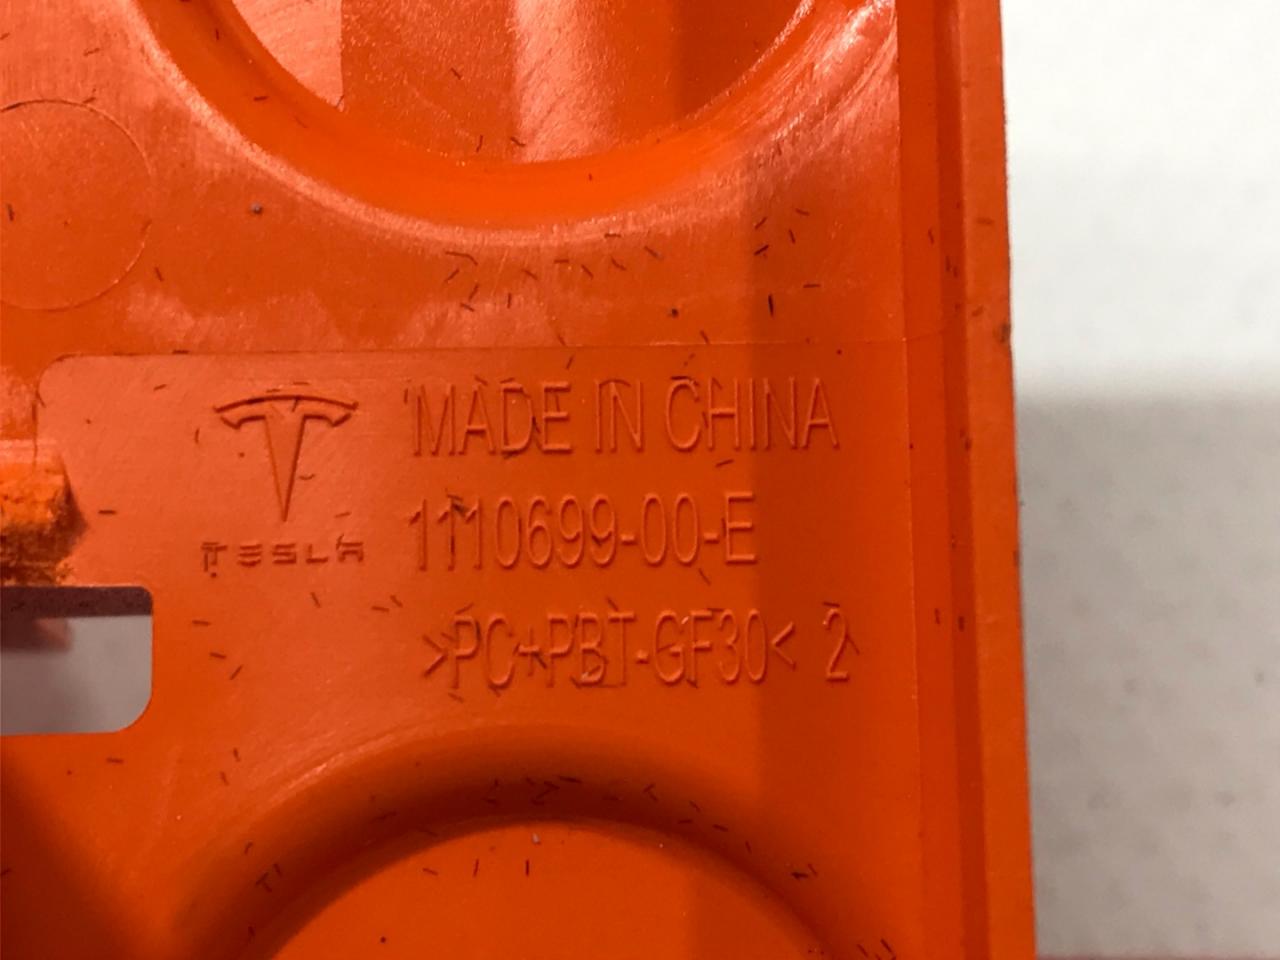 MADE IN CHINA
TESLA
1110699-00-E
>PC+PBT-GF30< 2